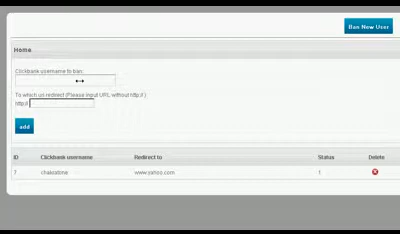 Ban New User
Home
Clickbank username to ban:
To which url redirect (Please input URL without http://)
http://
add
ID Clickbank username Redirect to Status Delete
7 www.yahoo.com 1